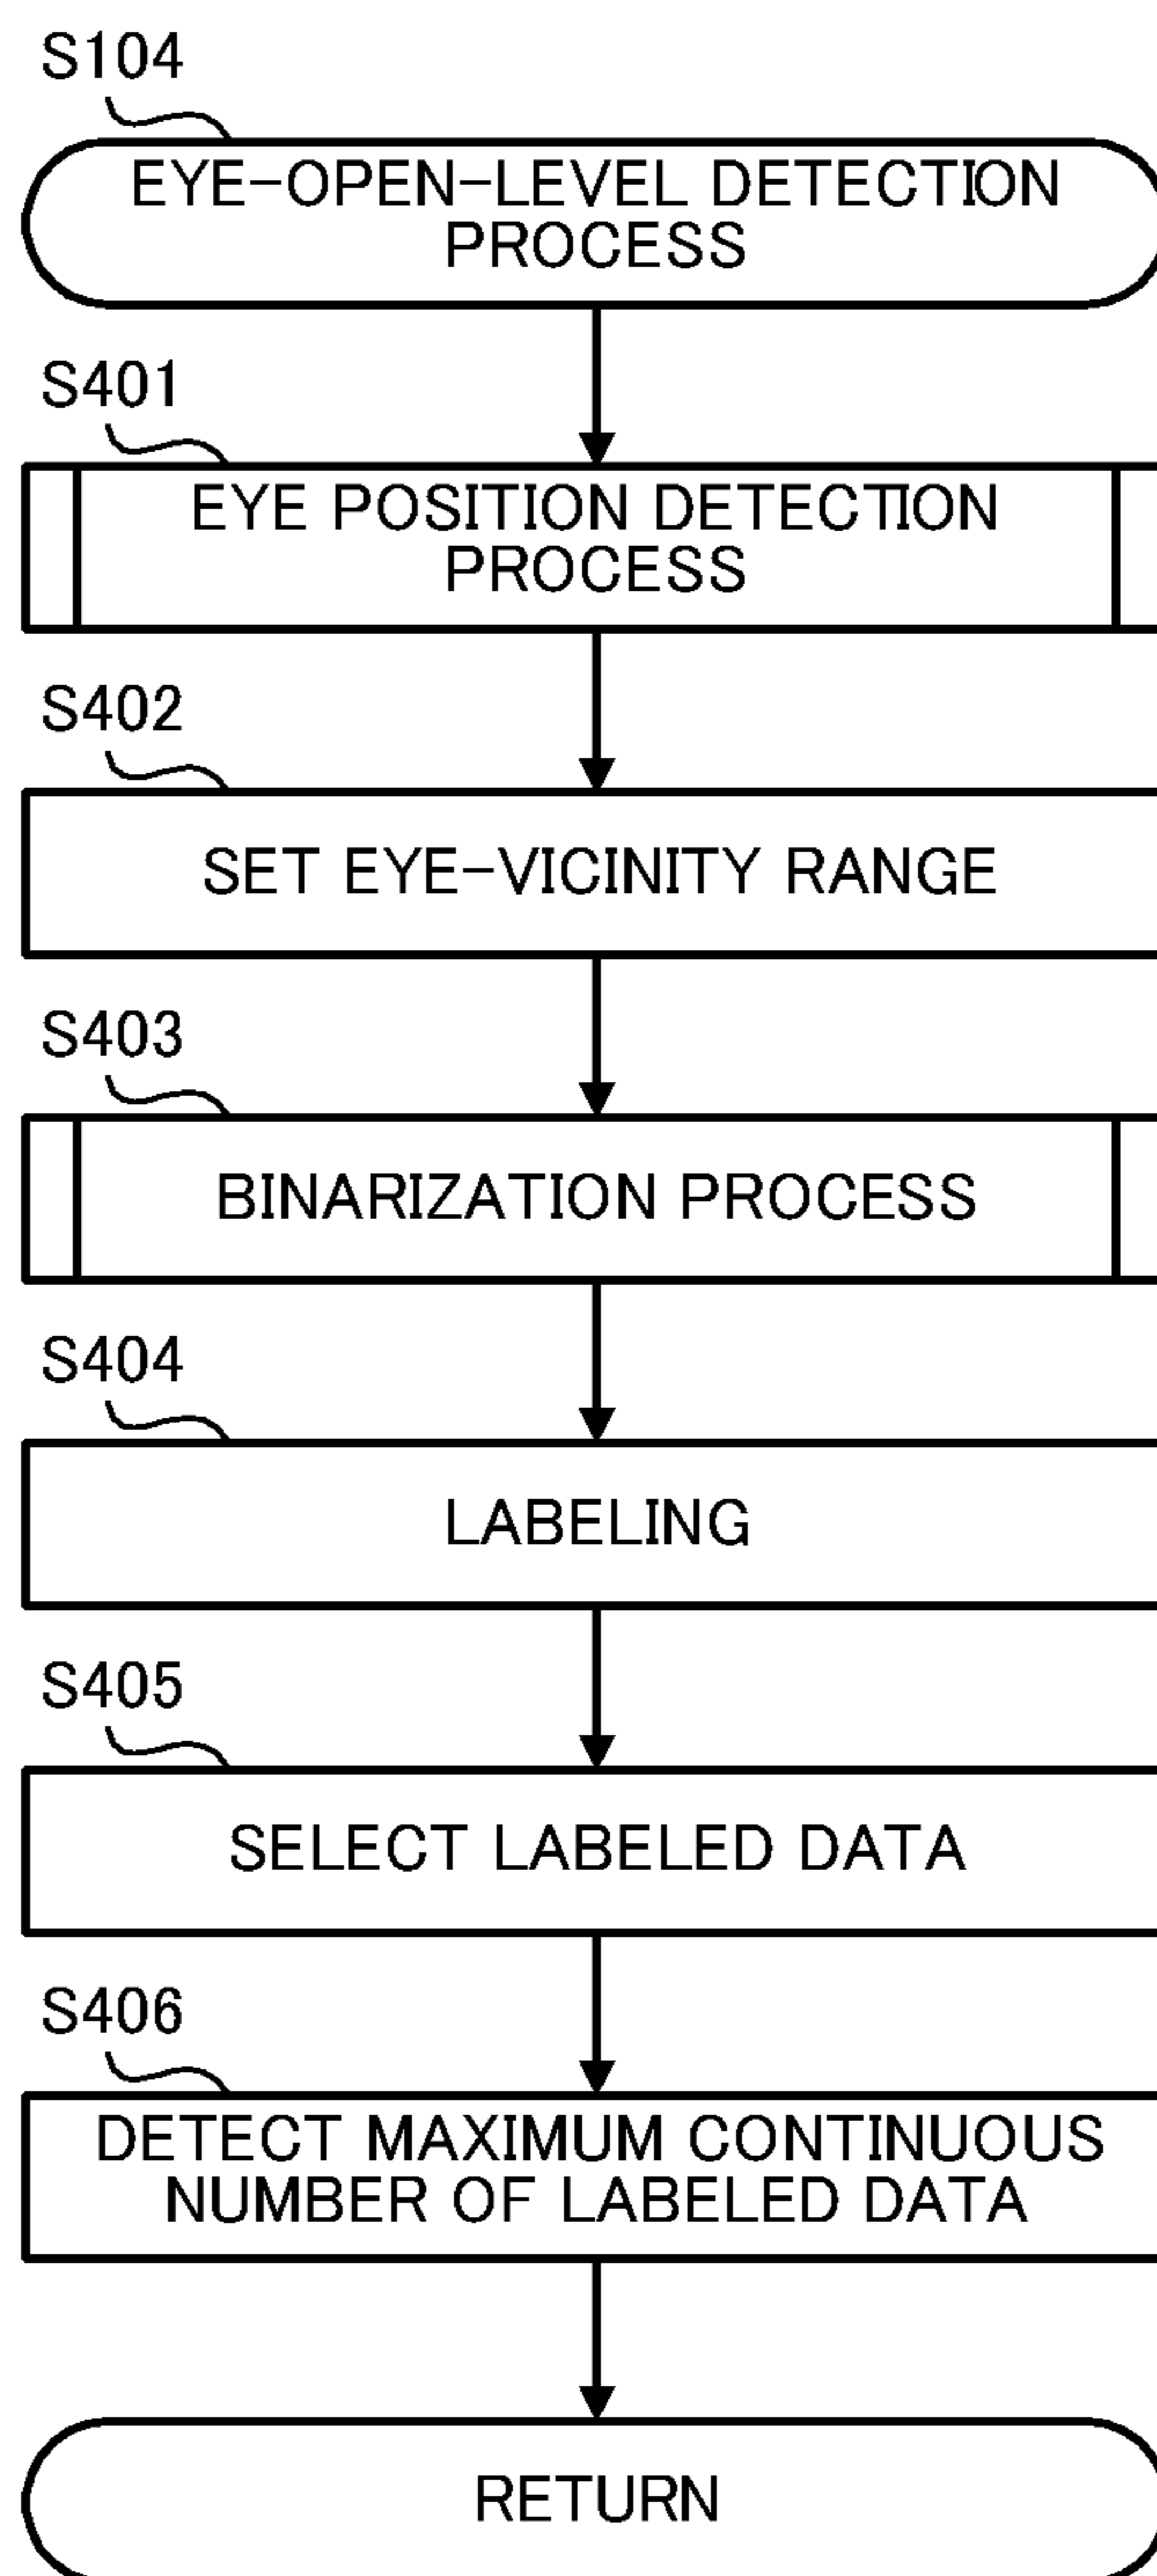 S104
EYE-OPEN-LEVEL DETECTION
PROCESS
S401
EYE POSITION DETECTION
PROCESS
S402
SET EYE-VICINITY RANGE
S403
BINARIZATION PROCESS
S404
LABELING
S405
SELECT LABELED DATA
S406
DETECT MAXIMUM CONTINUOUS
NUMBER OF LABELED DATA
RETURN